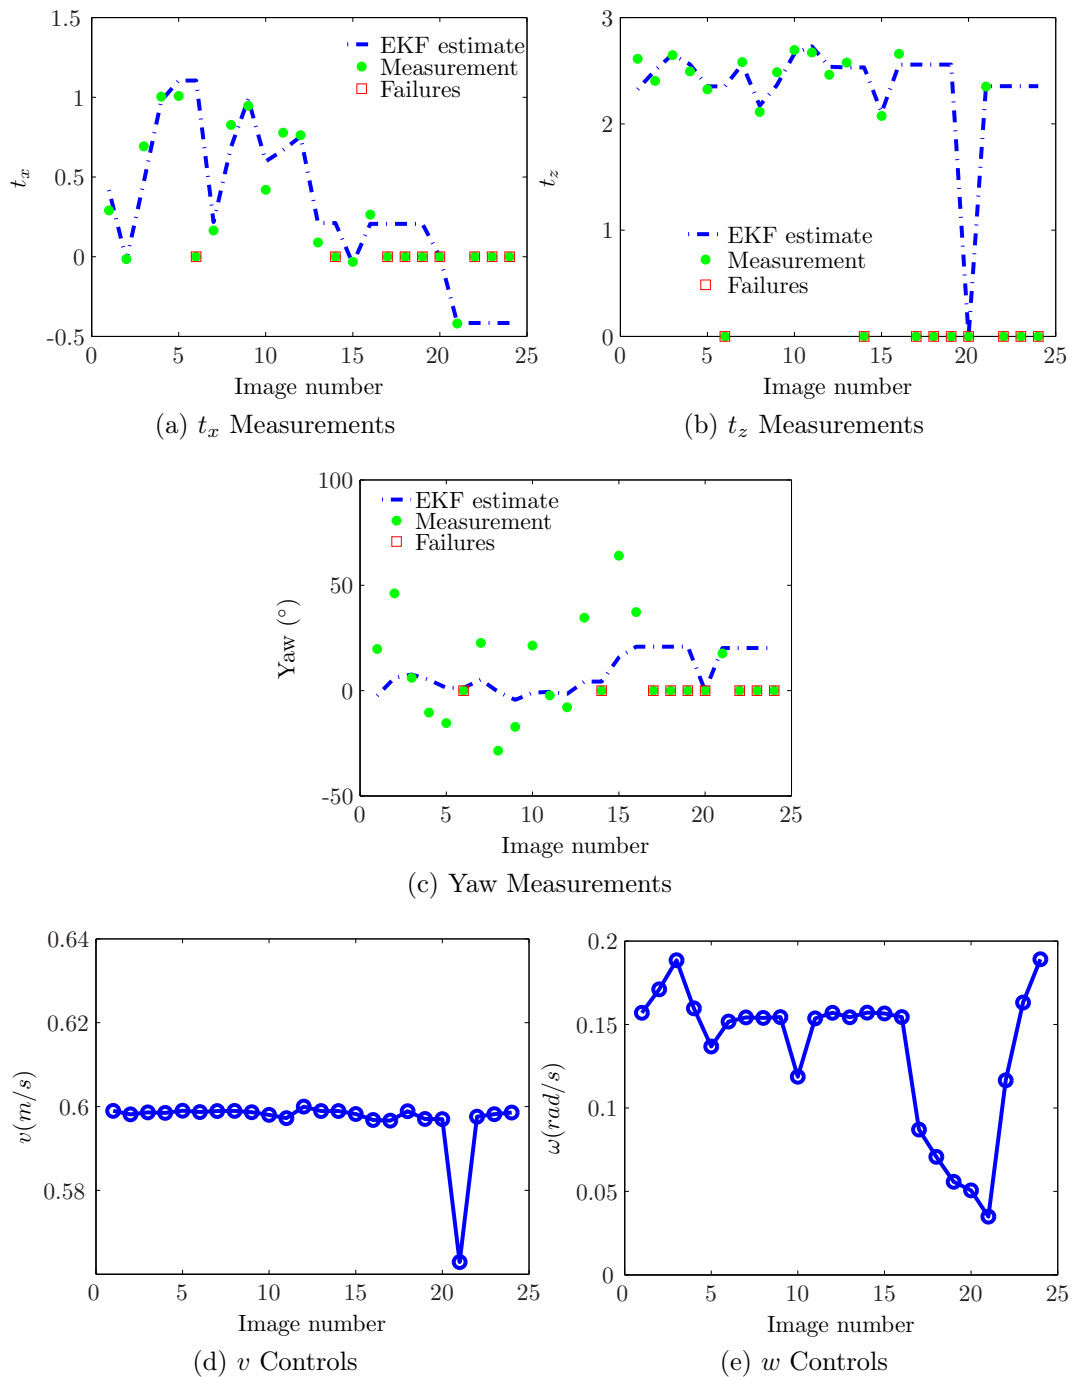 1.5
1
0.5
0
-0.5
t_x
EKF estimate
Measurement
Failures
0 5 10 15 20 25
Image number
(a) t_x Measurements
3
2
1
0
t_z
EKF estimate
Measurement
Failures
0 5 10 15 20 25
Image number
(b) t_z Measurements
100
50
0
-50
Yaw (°)
EKF estimate
Measurement
Failures
0 5 10 15 20 25
Image number
(c) Yaw Measurements
0.64
0.62
0.6
0.58
v(m/s)
0 5 10 15 20 25
Image number
(d) v Controls
0.2
0.15
0.1
0.05
0
ω(rad/s)
0 5 10 15 20 25
Image number
(e) w Controls